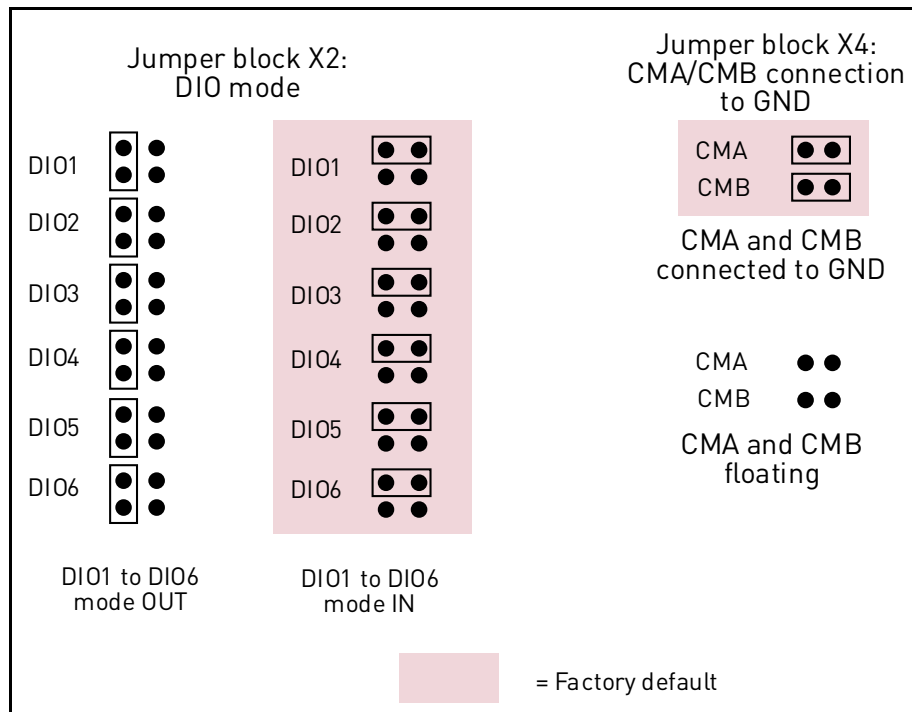 Jumper block X2:
DIO mode
DIO1
DIO2
DIO3
DIO4
DIO5
DIO6
DIO1 to DIO6
mode OUT
DIO1
DIO2
DIO3
DIO4
DIO5
DIO6
DIO1 to DIO6
mode IN
Jumper block X4:
CMA/CMB connection
to GND
CMA
CMB
CMA and CMB
connected to GND
CMA
CMB
CMA and CMB
floating
= Factory default